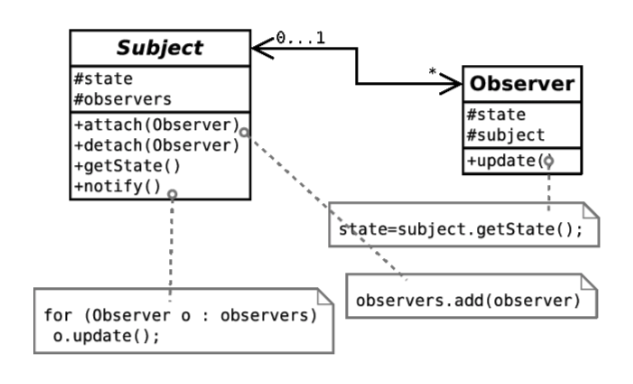 Subject
#state
#observers
+attach(Observer)
+detach(Observer)
+getState()
+notify()
0...1
*
Observer
#state
#subject
+update()
state=subject.getState();
observers.add(observer)
for (Observer o : observers)
o.update();